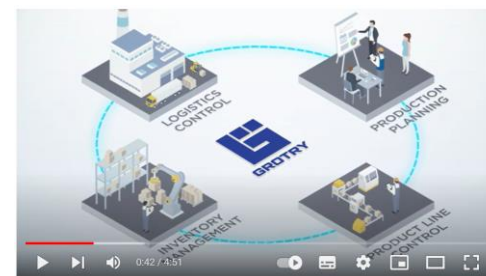 LOGISTICS
CONTROL
PRODUCTION
PLANNING
GROTRY
INVENTORY
MANAGEMENT
PRODUCT LINE
CONTROL
0:42 / 4:51